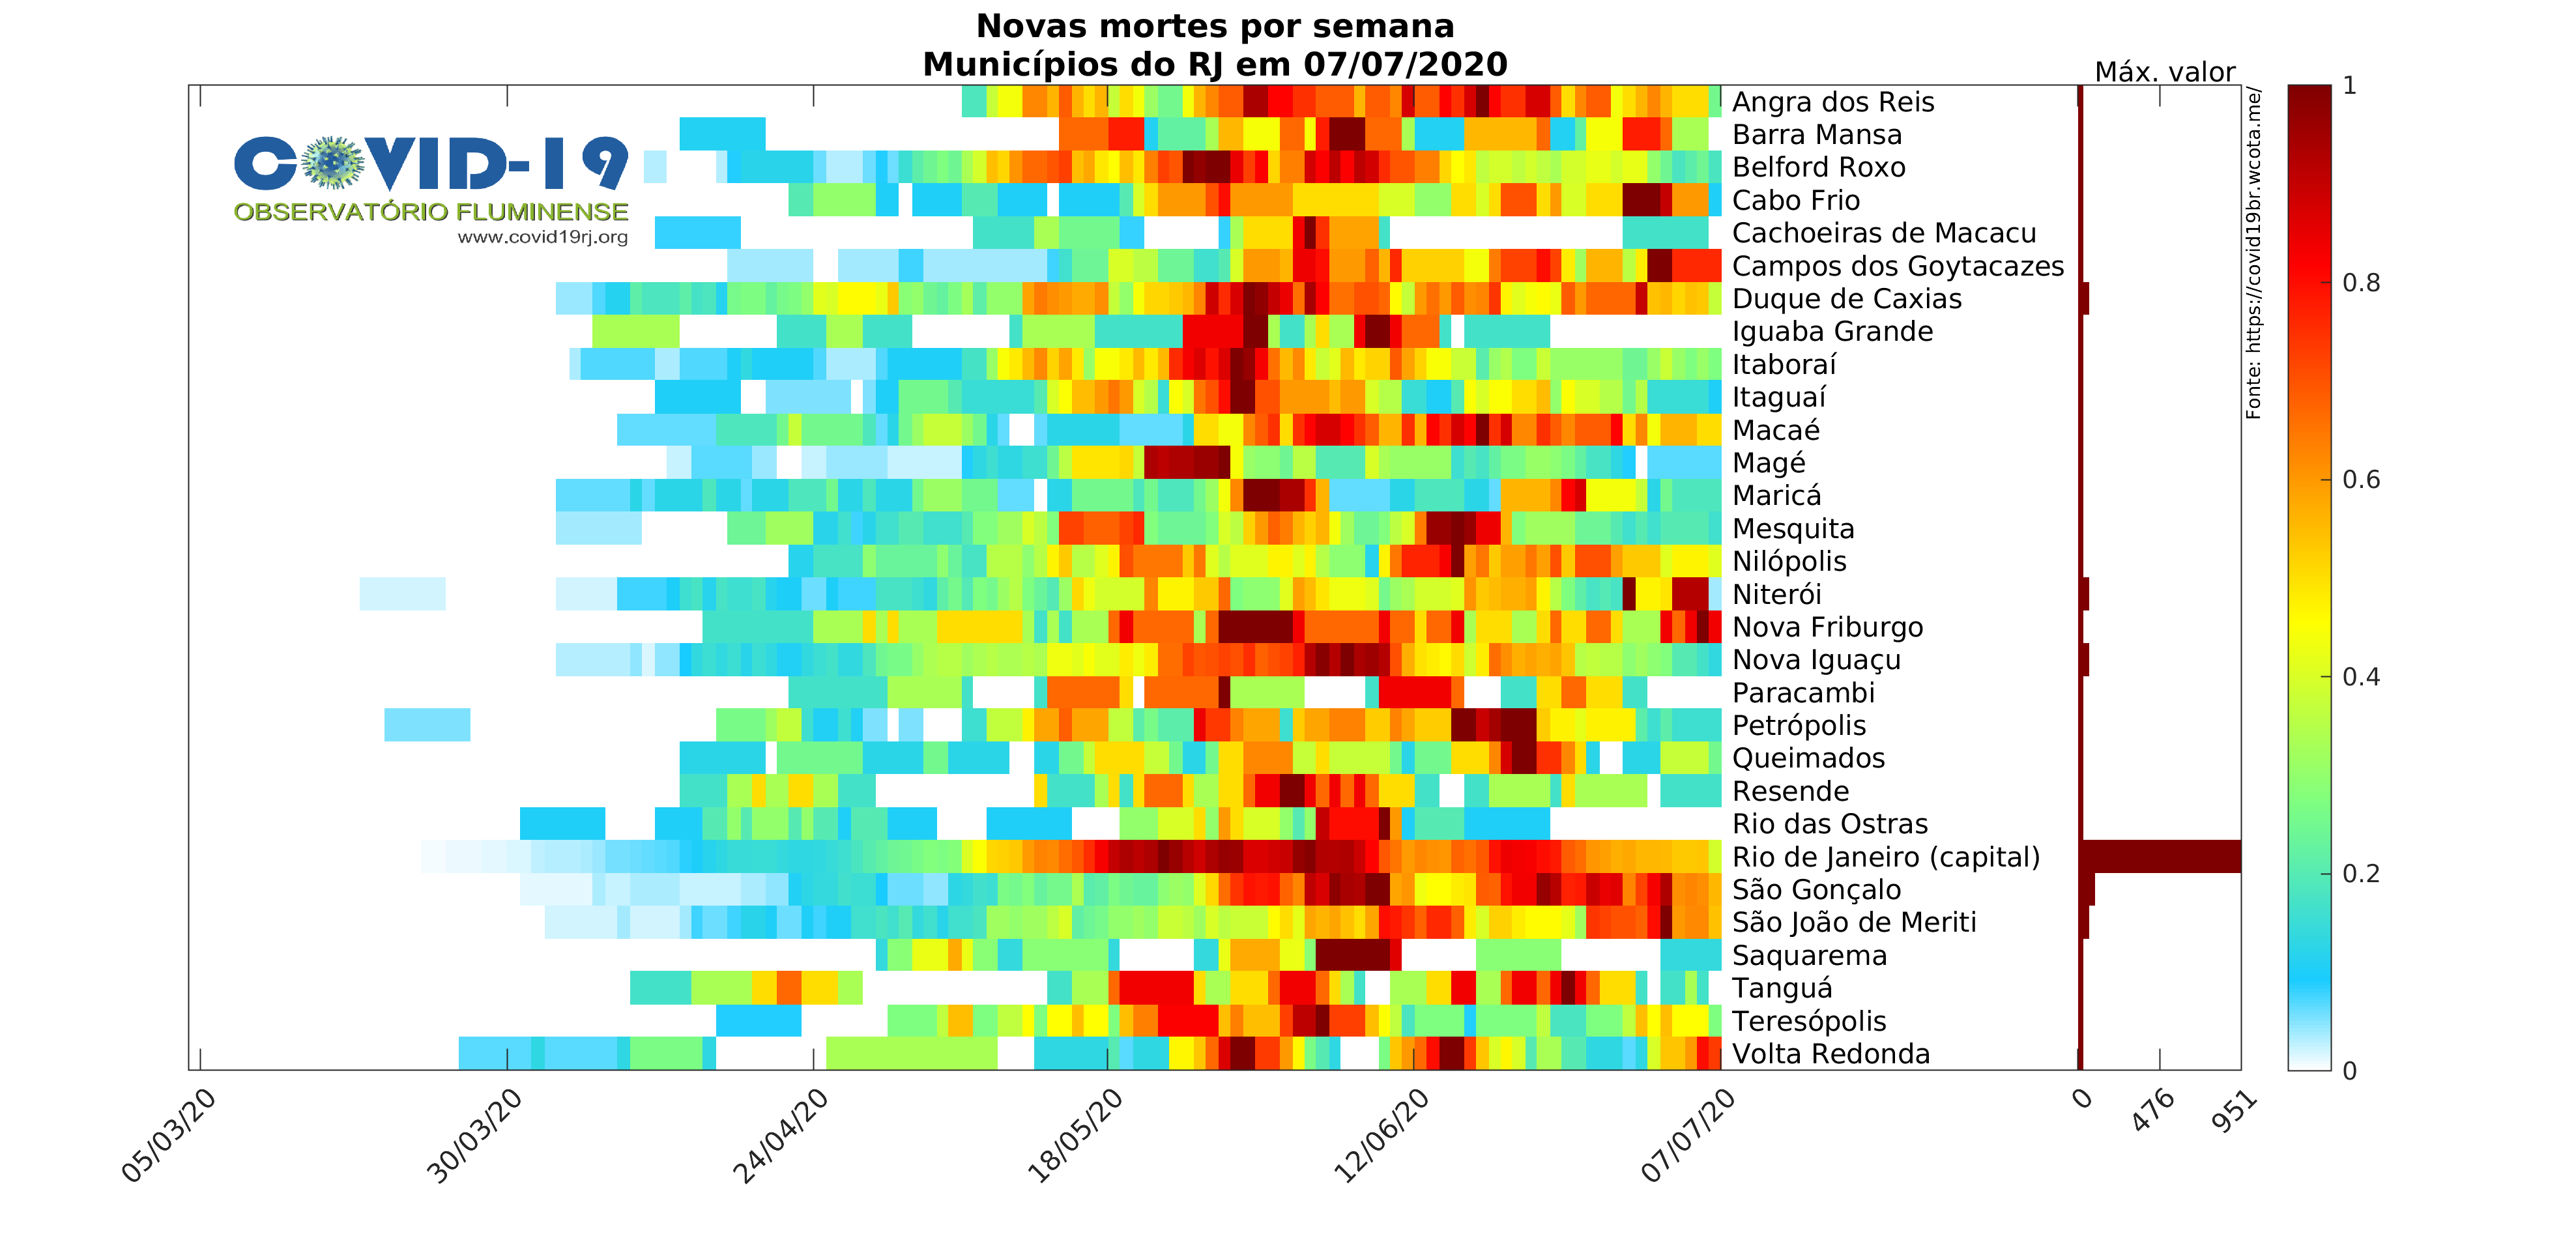 Novas mortes por semana
Municípios do RJ em 07/07/2020
Máx. valor
COVID-19
OBSERVATÓRIO FLUMINENSE
www.covid19rj.org
Angra dos Reis
Barra Mansa
Belford Roxo
Cabo Frio
Cachoeiras de Macacu
Campos dos Goytacazes
Duque de Caxias
Iguaba Grande
Itaboraí
Itaguaí
Macaé
Magé
Maricá
Mesquita
Nilópolis
Niterói
Nova Friburgo
Nova Iguaçu
Paracambi
Petrópolis
Queimados
Resende
Rio das Ostras
Rio de Janeiro (capital)
São Gonçalo
São João de Meriti
Saquarema
Tanguá
Teresópolis
Volta Redonda
Fonte: https://covid19br.wcota.me/
1
0.8
0.6
0.4
0.2
0
05/03/20
30/03/20
24/04/20
18/05/20
12/06/20
07/07/20
0
476
951